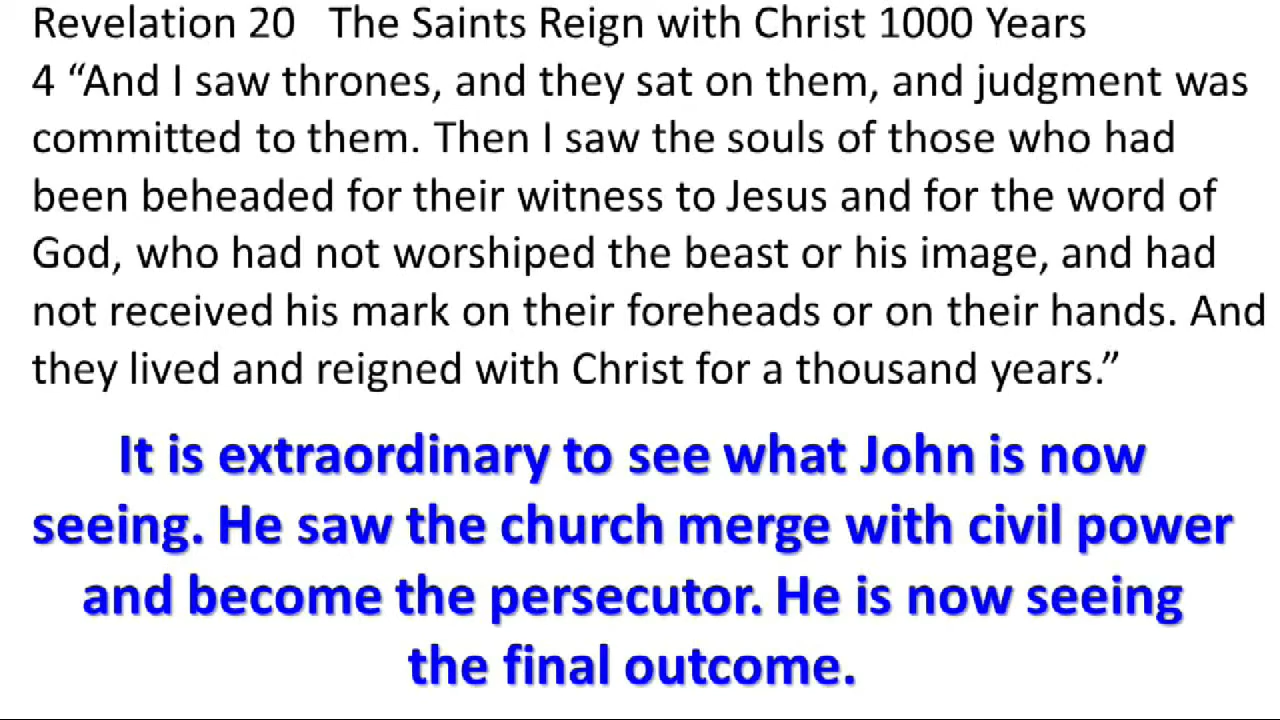 Revelation 20   The Saints Reign with Christ 1000 Years
4 “And I saw thrones, and they sat on them, and judgment was
committed to them. Then I saw the souls of those who had
been beheaded for their witness to Jesus and for the word of
God, who had not worshiped the beast or his image, and had
not received his mark on their foreheads or on their hands. And
they lived and reigned with Christ for a thousand years.”
It is extraordinary to see what John is now
seeing. He saw the church merge with civil power
and become the persecutor. He is now seeing
the final outcome.